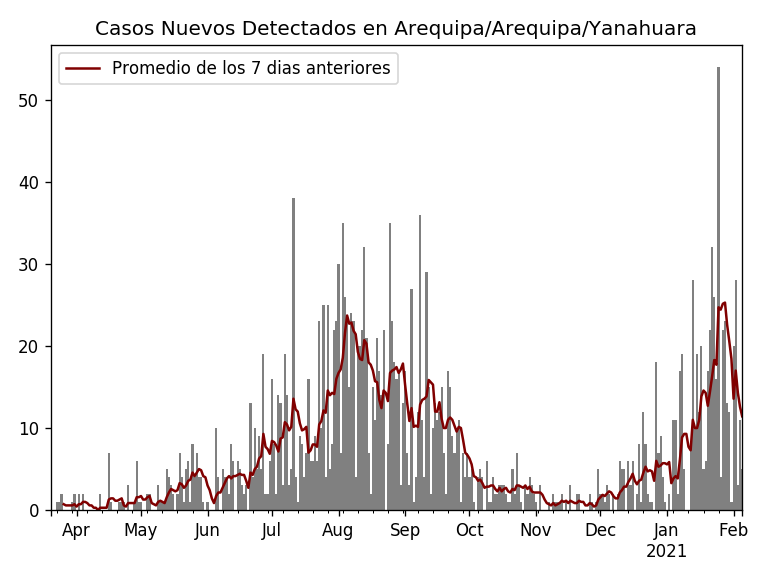 Casos Nuevos Detectados en Arequipa/Arequipa/Yanahuara
Promedio de los 7 dias anteriores
50
40
30
20
10
0
Apr May Jun Jul Aug Sep Oct Nov Dec Jan Feb
2021